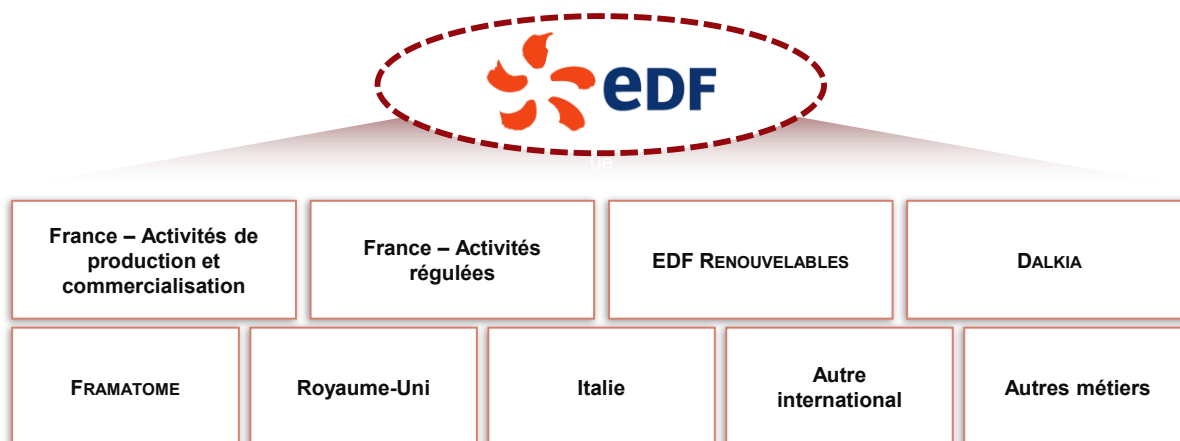 eDF
France – Activités de
production et
commercialisation
France – Activités
régulées
EDF RENOUVELABLES
DALKIA
FRAMATOME
Royaume-Uni
Italie
Autre
international
Autres métiers